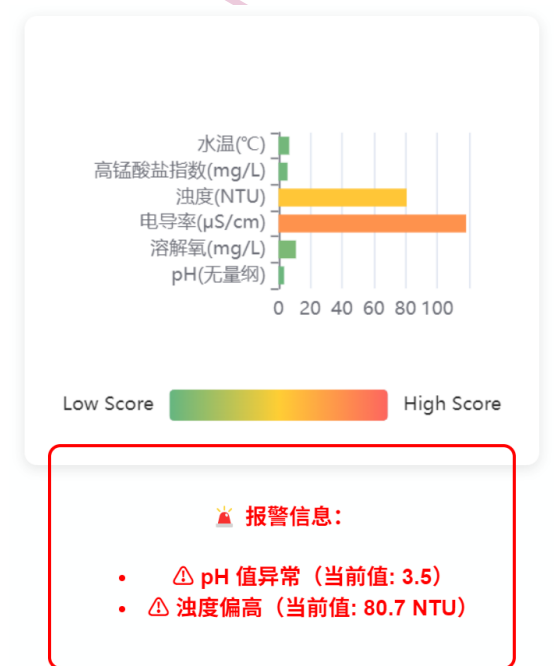 水温(℃)
高锰酸盐指数(mg/L)
浊度(NTU)
电导率(μS/cm)
溶解氧(mg/L)
pH(无量纲)
0 20 40 60 80 100
Low Score High Score
🚨 报警信息：
• ⚠ pH 值异常（当前值: 3.5）
• ⚠ 浊度偏高（当前值: 80.7 NTU）